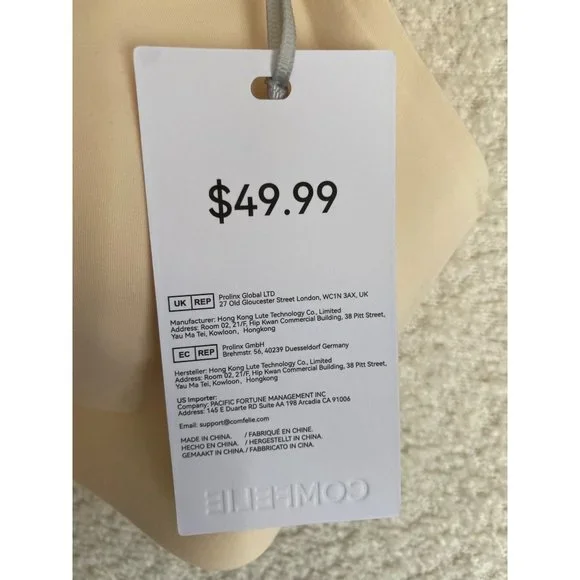 $49.99
UK REP Prolinx Global LTD
27 Old Gloucester Street London, WC1N 3AX, UK
Manufacturer: Hong Kong Lute Technology Co., Limited
Address: Room 02, 21/F, Hip Kwan Commercial Building, 38 Pitt Street,
Yau Ma Tei, Kowloon, Hongkong
EC REP Prolinx GmbH
Brehmstr. 56, 40239 Duesseldorf Germany
Hersteller: Hong Kong Lute Technology Co., Limited
Address: Room 02, 21/F, Hip Kwan Commercial Building, 38 Pitt Street,
Yau Ma Tei, Kowloon, Hongkong
US Importer:
Company: PACIFIC FORTUNE MANAGEMENT INC
Address: 145 E Duarte RD Suite AA 198 Arcadia CA 91006
Email: support@comfelie.com
MADE IN CHINA. / FABRIQUÉ EN CHINE.
HECHO EN CHINA. / HERGESTELLT IN CHINA.
GEMAAKT IN CHINA. / FABBRICATO IN CINA.
COMFELIE